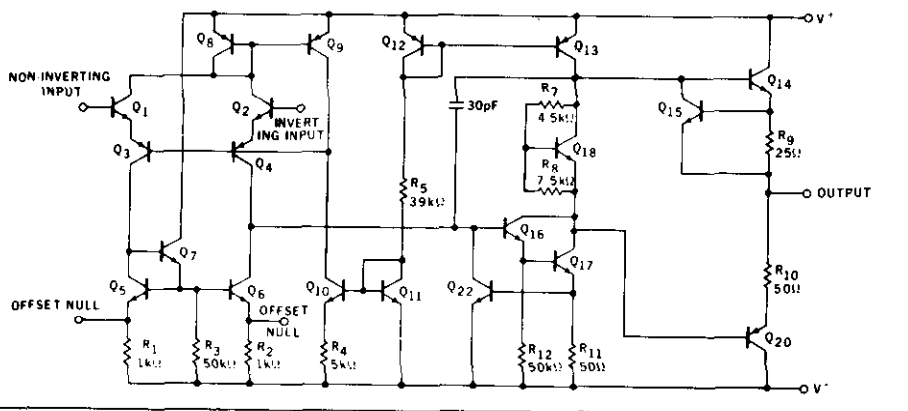 V+
Q8
Q9
Q12
Q13
Q14
NON-INVERTING
INPUT
Q1
Q2
INVERT
ING INPUT
30pF
R7
4.5kΩ
Q15
Q3
Q4
Q18
R9
25Ω
R8
7.5kΩ
R5
39kΩ
OUTPUT
Q7
Q16
Q17
Q5
Q6
Q10
Q11
Q22
R10
50Ω
OFFSET NULL
OFFSET
NULL
Q20
R1
1kΩ
R3
50kΩ
R2
1kΩ
R4
5kΩ
R12
50kΩ
R11
50Ω
V-